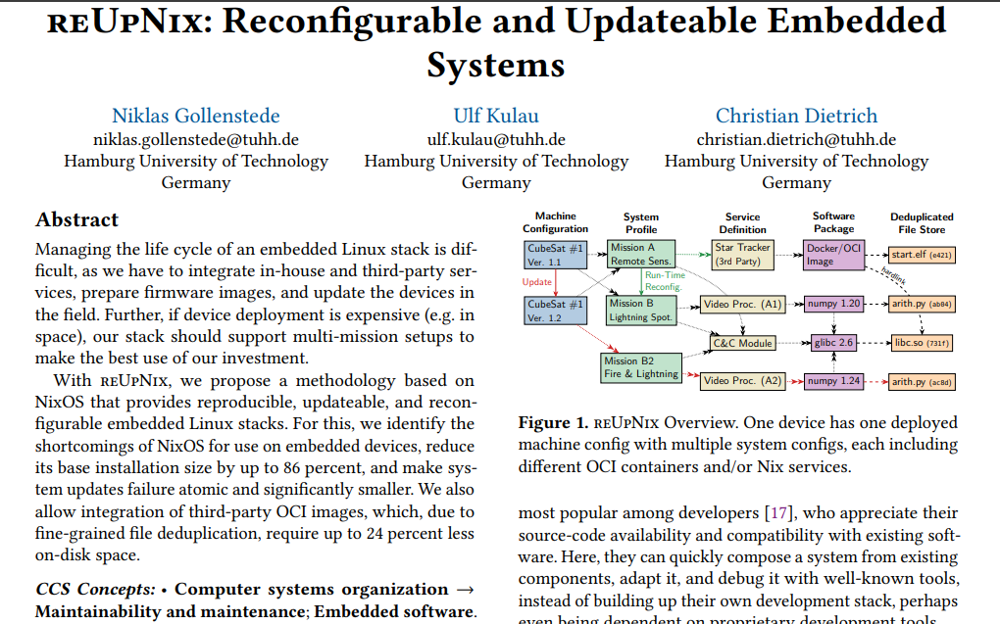 REUPNIX: Reconfigurable and Updateable Embedded
Systems
Niklas Gollenstede
niklas.gollenstede@tuhh.de
Hamburg University of Technology
Germany
Ulf Kulau
ulf.kulau@tuhh.de
Hamburg University of Technology
Germany
Christian Dietrich
christian.dietrich@tuhh.de
Hamburg University of Technology
Germany
Abstract
Managing the life cycle of an embedded Linux stack is dif-
ficult, as we have to integrate in-house and third-party ser-
vices, prepare firmware images, and update the devices in
the field. Further, if device deployment is expensive (e.g. in
space), our stack should support multi-mission setups to
make the best use of our investment.
With REUPNIX, we propose a methodology based on
NixOS that provides reproducible, updateable, and recon-
figurable embedded Linux stacks. For this, we identify the
shortcomings of NixOS for use on embedded devices, reduce
its base installation size by up to 86 percent, and make sys-
tem updates failure atomic and significantly smaller. We also
allow integration of third-party OCI images, which, due to
fine-grained file deduplication, require up to 24 percent less
on-disk space.
CCS Concepts: • Computer systems organization →
Maintainability and maintenance; Embedded software.
Machine
Configuration
System
Profile
Service
Definition
Software
Package
Deduplicated
File Store
CubeSat #1
Ver. 1.1
Mission A
Remote Sens.
Star Tracker
(3rd Party)
Docker/OCI
Image
start.elf (e421)
hardlink
Update
Run-Time
Reconfig.
CubeSat #1
Ver. 1.2
Mission B
Lightning Spot.
Video Proc. (A1)
numpy 1.20
arith.py (ab04)
C&C Module
glibc 2.6
libc.so (731f)
Mission B2
Fire & Lightning
Video Proc. (A2)
numpy 1.24
arith.py (ac8d)
Figure 1. REUPNIX Overview. One device has one deployed
machine config with multiple system configs, each including
different OCI containers and/or Nix services.
most popular among developers [17], who appreciate their
source-code availability and compatibility with existing soft-
ware. Here, they can quickly compose a system from existing
components, adapt it, and debug it with well-known tools,
instead of building up their own development stack, perhaps
even being dependent on proprietary development tools